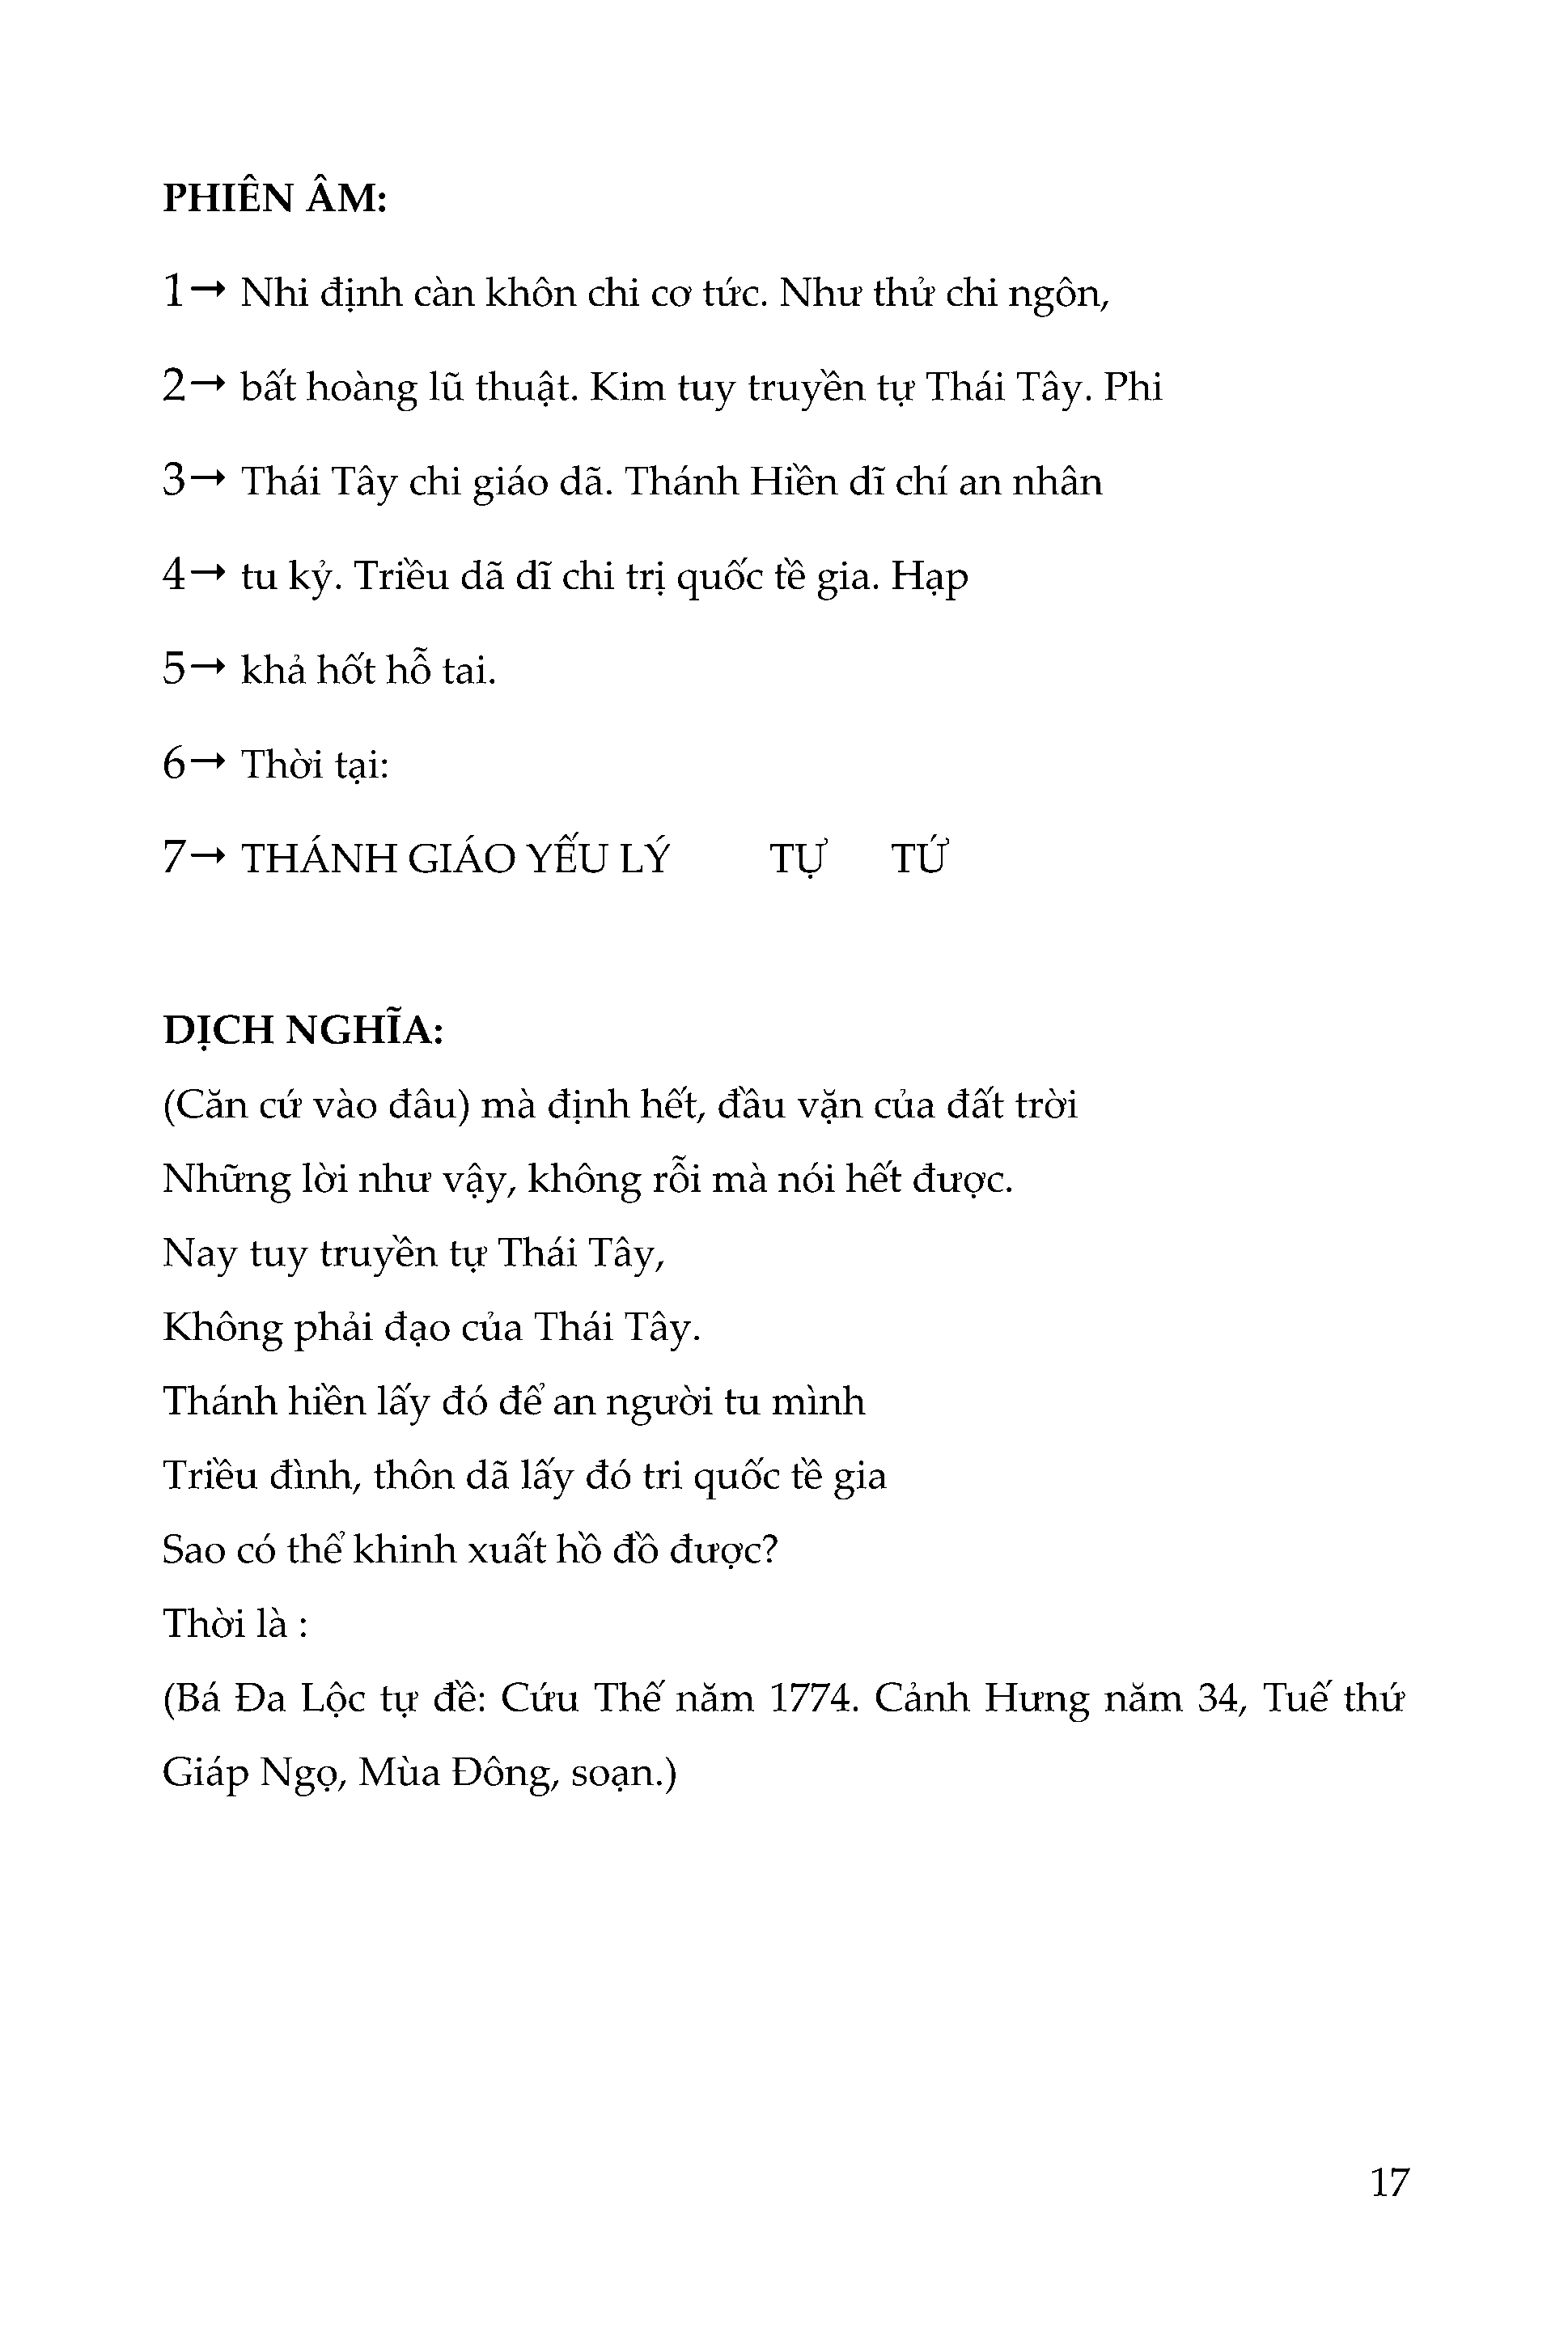 PHIÊN ÂM:
1→ Nhi định càn khôn chi cơ tức. Như thử chi ngôn,
2→ bất hoàng lũ thuật. Kim tuy truyền tự Thái Tây. Phi
3→ Thái Tây chi giáo dã. Thánh Hiền dĩ chí an nhân
4→ tu kỷ. Triều dã dĩ chi trị quốc tề gia. Hạp
5→ khả hốt hỗ tai.
6→ Thời tại:
7→ THÁNH GIÁO YẾU LÝ TỰ TỨ
DỊCH NGHĨA:
(Căn cứ vào đâu) mà định hết, đầu vặn của đất trời
Những lời như vậy, không rỗi mà nói hết được.
Nay tuy truyền tự Thái Tây,
Không phải đạo của Thái Tây.
Thánh hiền lấy đó để an người tu mình
Triều đình, thôn dã lấy đó tri quốc tề gia
Sao có thể khinh xuất hồ đồ được?
Thời là :
(Bá Đa Lộc tự đề: Cứu Thế năm 1774. Cảnh Hưng năm 34, Tuế thứ
Giáp Ngọ, Mùa Đông, soạn.)
17